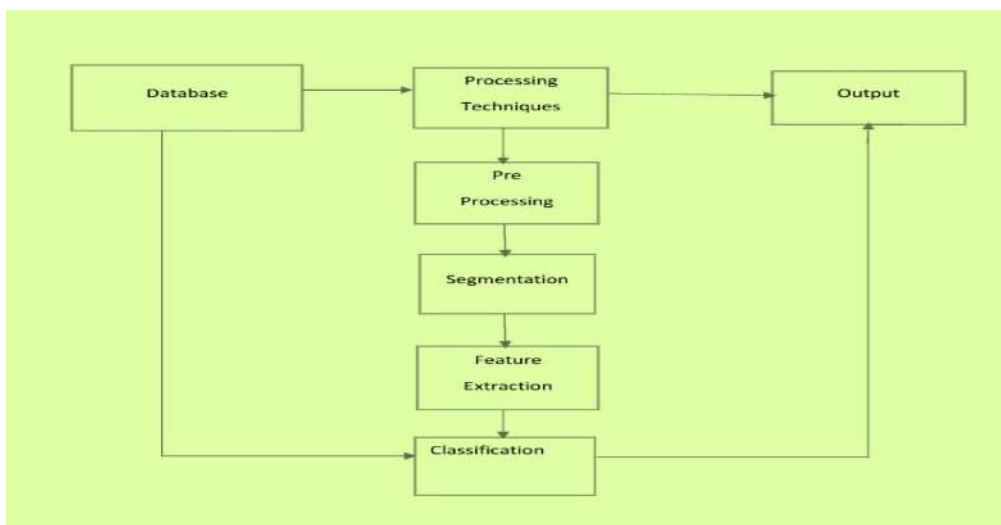 Database
Processing
Techniques
Output
Pre
Processing
Segmentation
Feature
Extraction
Classification